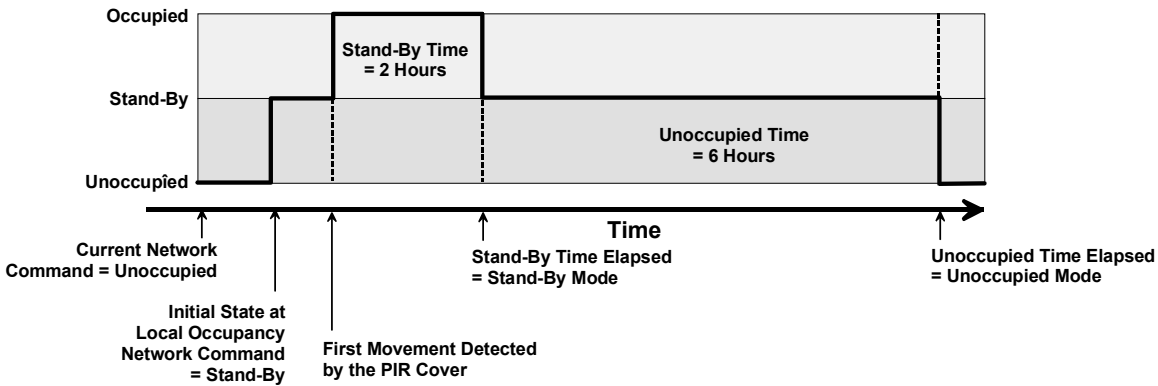 Occupied
Stand-By Time
= 2 Hours
Stand-By
Unoccupied Time
= 6 Hours
Unoccupîed
Time
Current Network
Command = Unoccupied
Stand-By Time Elapsed
= Stand-By Mode
Unoccupied Time Elapsed
= Unoccupied Mode
Initial State at
Local Occupancy
Network Command
= Stand-By
First Movement Detected
by the PIR Cover